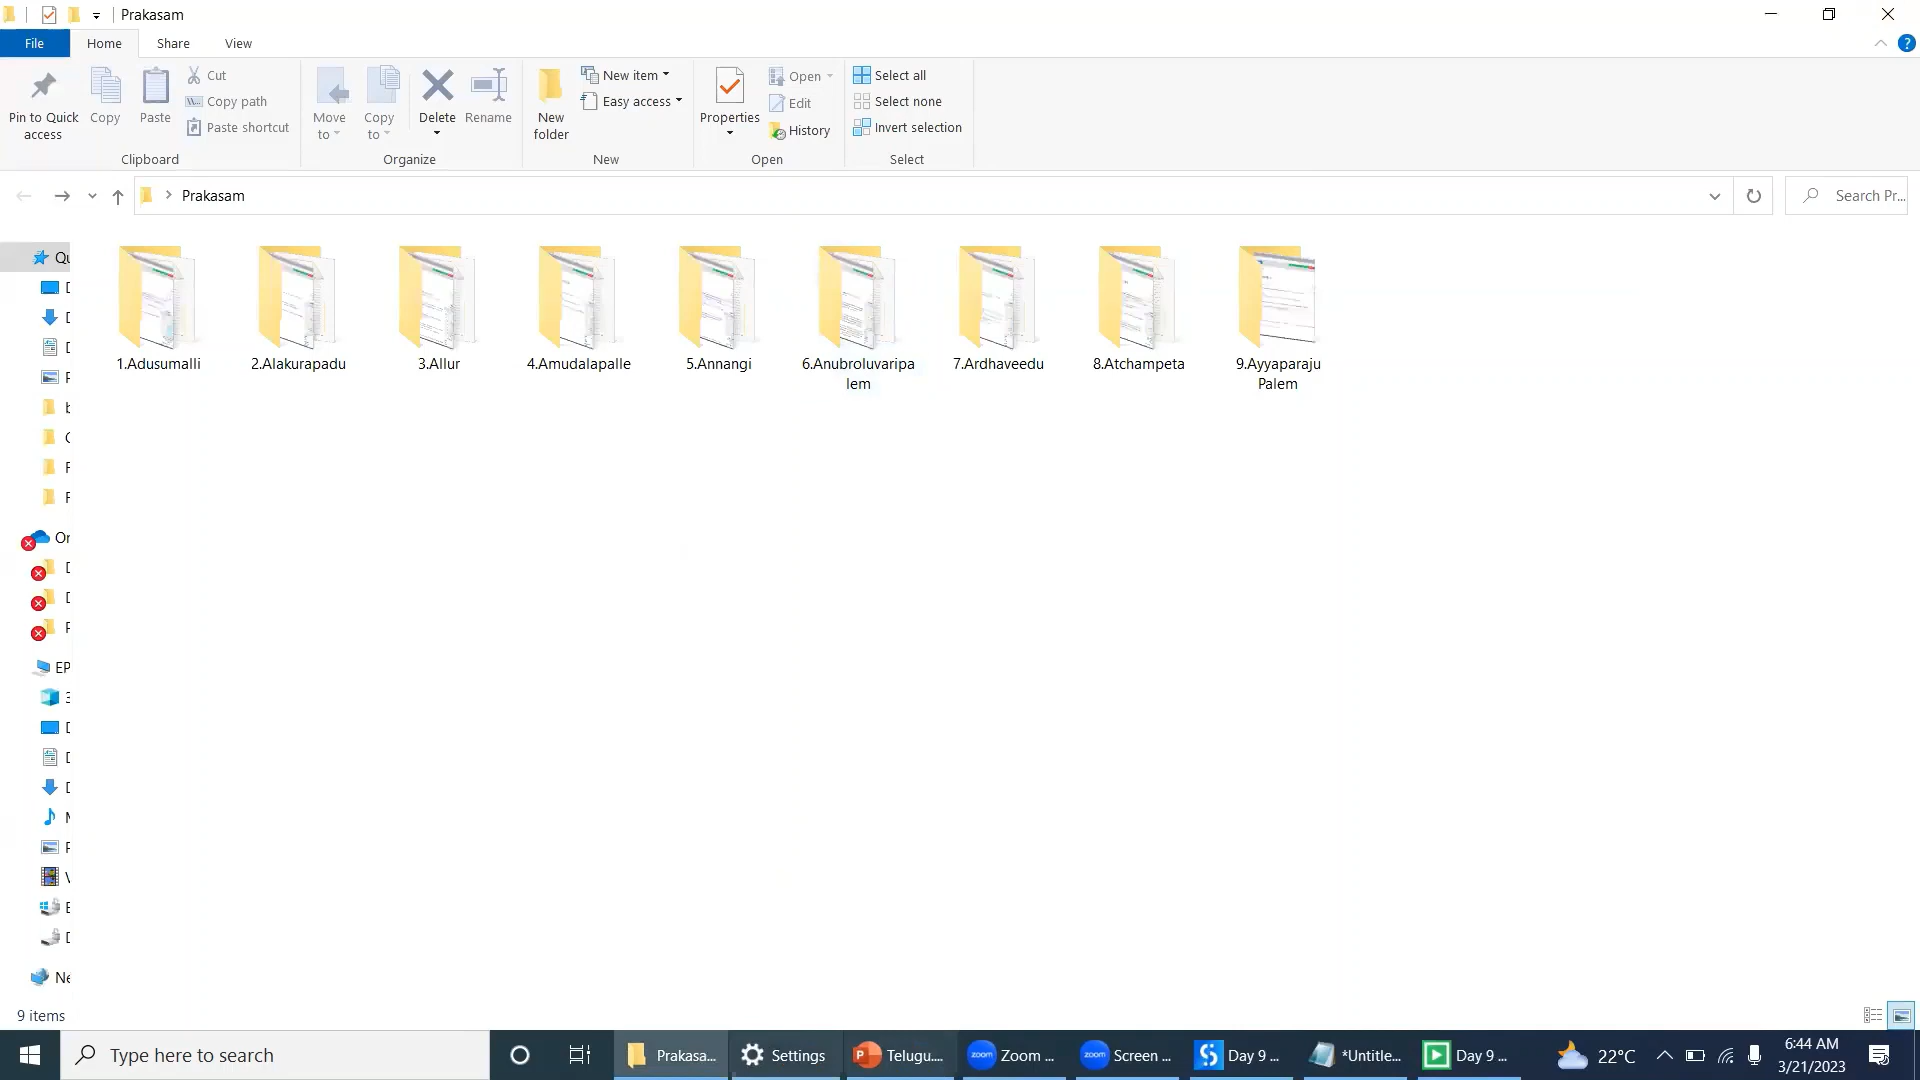 Prakasam
File Home Share View
Pin to Quick access
Copy
Paste
Cut
Copy path
Paste shortcut
Clipboard
Move to
Copy to
Delete
Rename
Organize
New folder
New item
Easy access
New
Properties
Open
Edit
History
Open
Select all
Select none
Invert selection
Select
Prakasam
Search Pr...
1.Adusumalli
2.Alakurapadu
3.Allur
4.Amudalapalle
5.Annangi
6.Anubroluvaripa
lem
7.Ardhaveedu
8.Atchampeta
9.Ayyaparaju
Palem
9 items
Type here to search
Prakasa...
Settings
Telugu...
zoom
Zoom ...
zoom
Screen ...
Day 9 ...
*Untitle...
Day 9 ...
22°C
6:44 AM
3/21/2023